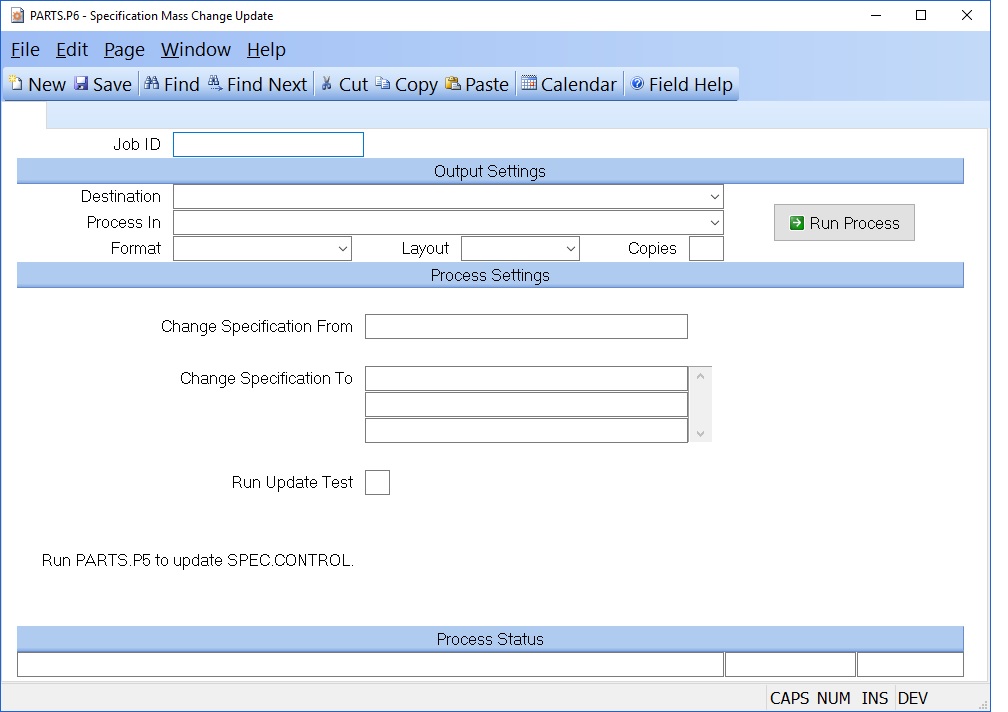 PARTS.P6 - Specification Mass Change Update
File Edit Page Window Help
New Save Find Find Next Cut Copy Paste Calendar Field Help
Job ID
Output Settings
Destination
Process In
Run Process
Format Layout Copies
Process Settings
Change Specification From
Change Specification To
Run Update Test
Run PARTS.P5 to update SPEC.CONTROL.
Process Status
CAPS NUM INS DEV